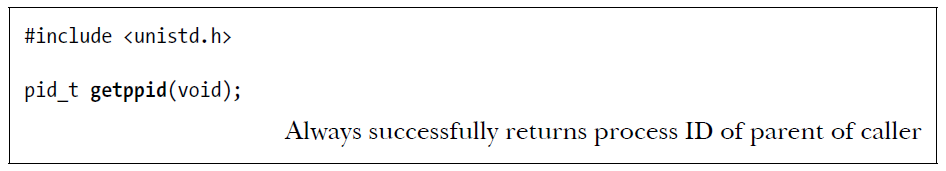 #include <unistd.h>
pid_t getppid(void);
Always successfully returns process ID of parent of caller